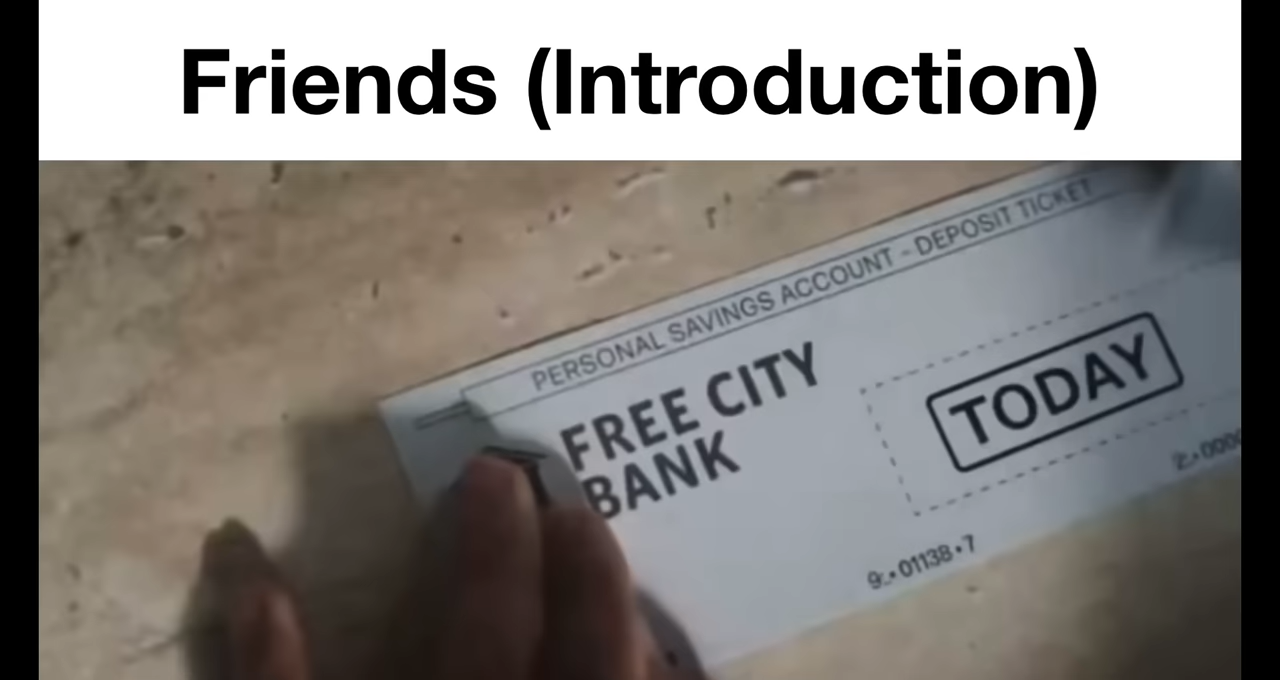 Friends (Introduction)
PERSONAL SAVINGS ACCOUNT - DEPOSIT TICKET
FREE CITY
BANK
TODAY
9:•01138•7